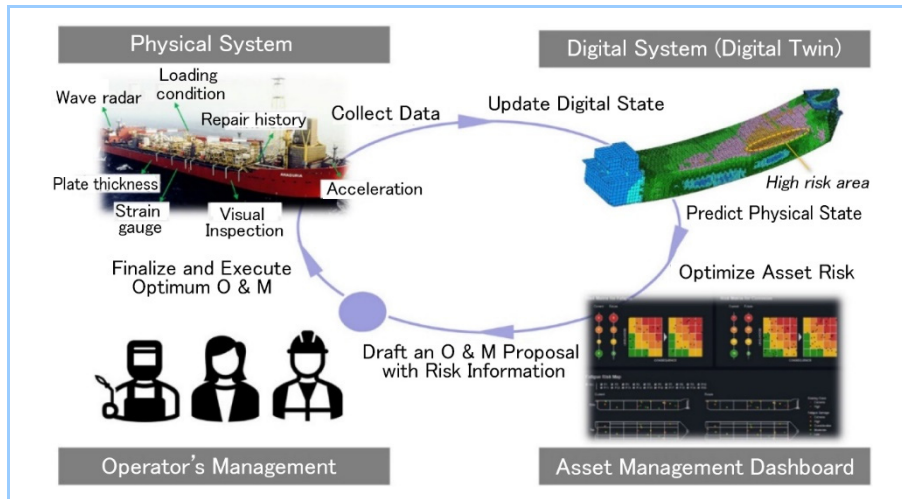 Physical System
Digital System (Digital Twin)
Loading
condition
Wave radar
Repair history
Collect Data
Update Digital State
Plate thickness
Acceleration
Strain
gauge
Visual
Inspection
High risk area
Predict Physical State
Finalize and Execute
Optimum O & M
Optimize Asset Risk
Draft an O & M Proposal
with Risk Information
Operator's Management
Asset Management Dashboard